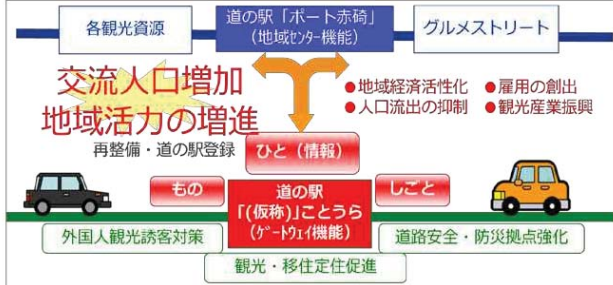 各観光資源
道の駅「ポート赤碕」
(地域センター機能)
グルメストリート
交流人口増加
地域活力の増進
●地域経済活性化 ●雇用の創出
●人口流出の抑制 ●観光産業振興
再整備・道の駅登録
ひと（情報）
もの
しごと
道の駅
「(仮称)」ことうら
(ｹﾞｰﾄｳｪｲ機能)
外国人観光誘客対策
道路安全・防災拠点強化
観光・移住定住促進